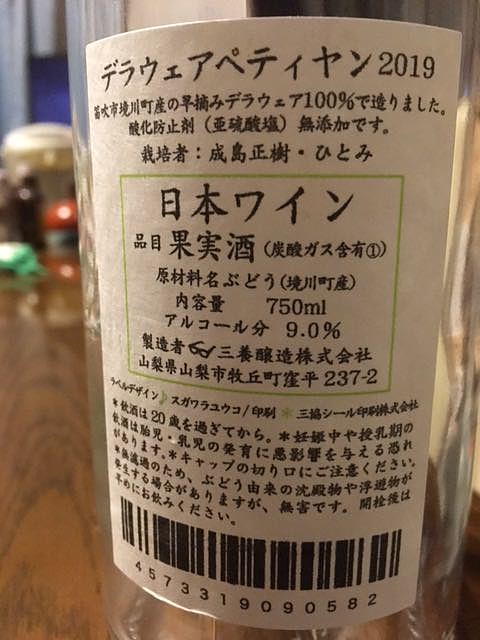 デラウェアペティヤン2019
笛吹市境川町産の早摘みデラウェア100%で造りました。
酸化防止剤（亜硫酸塩）無添加です。
栽培者：成島正樹・ひとみ
日本ワイン
品目 果実酒（炭酸ガス含有①）
原材料名 ぶどう（境川町産）
内容量 750ml
アルコール分 9.0%
製造者 三養醸造株式会社
山梨県山梨市牧丘町窪平 237-2
ラベルデザイン♪ スガワラユウコ/印刷 ＊ 三協シール印刷株式会社
＊飲酒は20歳を過ぎてから。＊妊娠中や授乳期の
飲酒は胎児・乳児の発育に悪影響を与える恐れ
があります。＊キャップの切り口にご注意ください。
＊無濾過のため、ぶどう由来の沈殿物や浮遊物が
発生する場合がありますが、無害です。開栓後は
早めにお飲みください。
4573319090582